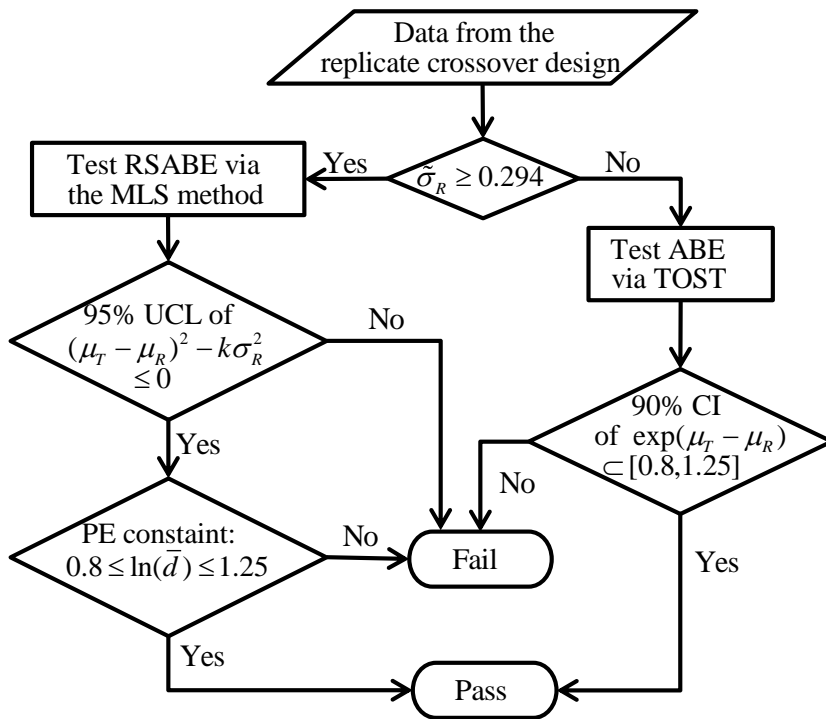 Data from the
replicate crossover design
Test RSABE via
the MLS method
Yes
σ̃_R ≥ 0.294
No
Test ABE
via TOST
95% UCL of
(μ_T − μ_R)² − kσ_R²
≤ 0
No
90% CI
of exp(μ_T − μ_R)
⊂ [0.8,1.25]
Yes
No
PE constaint:
0.8 ≤ ln(d̄) ≤ 1.25
No
Fail
Yes
Yes
Pass